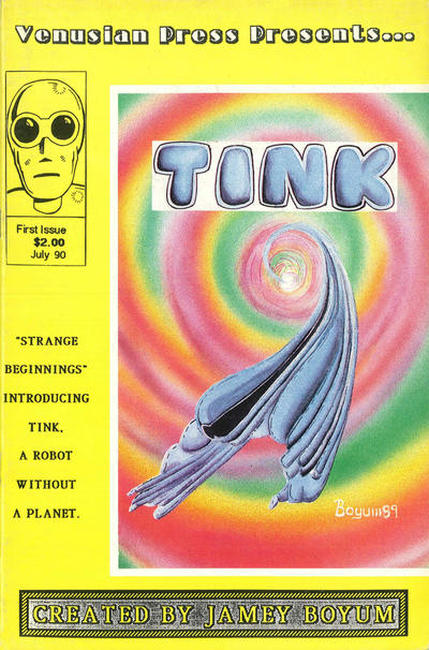 Venusian Press Presents...
TINK
First Issue
$2.00
July 90
"STRANGE
BEGINNINGS"
INTRODUCING
TINK,
A ROBOT
WITHOUT
A PLANET.
Boyum89
CREATED BY JAMEY BOYUM